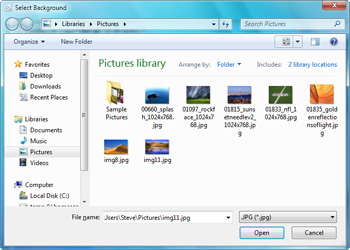 Select Background
Libraries
Pictures
Search Pictures
Organize
New Folder
Favorites
Desktop
Downloads
Recent Places
Libraries
Documents
Music
Pictures
Videos
Computer
Local Disk (C:)
Pictures library
Arrange by: Folder
Includes: 2 library locations
Sample Pictures
00660_splash_1024x768.jpg
01097_rockface_1024x768.jpg
01815_sunsetneedlev2_1024x768.jpg
01833_nfl_1024x768.jpg
01835_goldenreflectionsoflight.jpg
img8.jpg
img11.jpg
File name: Jsers\Steve\Pictures\img11.jpg
JPG (*.jpg)
Open
Cancel